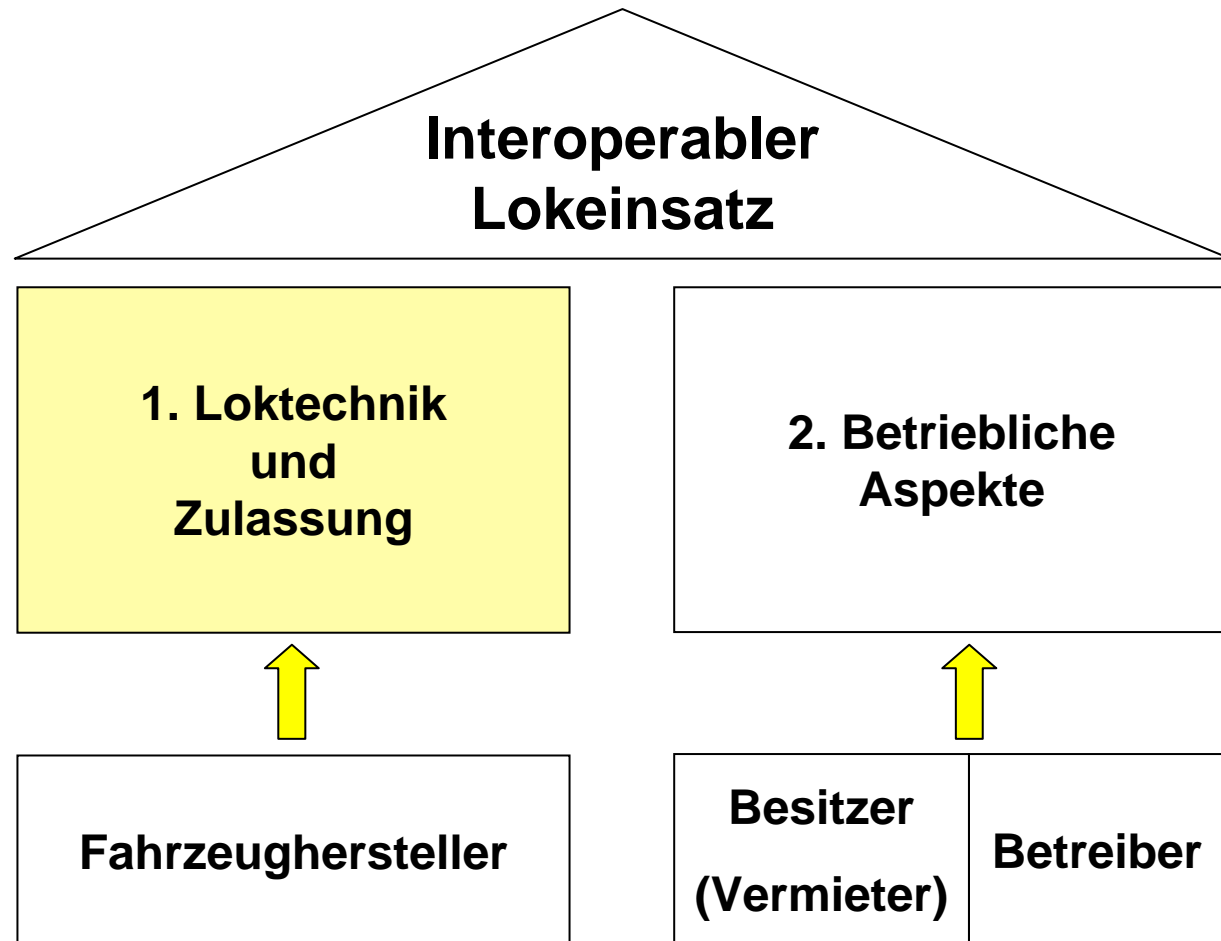 Interoperabler
Lokeinsatz
1. Loktechnik
und
Zulassung
2. Betriebliche
Aspekte
Fahrzeughersteller
Besitzer
(Vermieter)
Betreiber